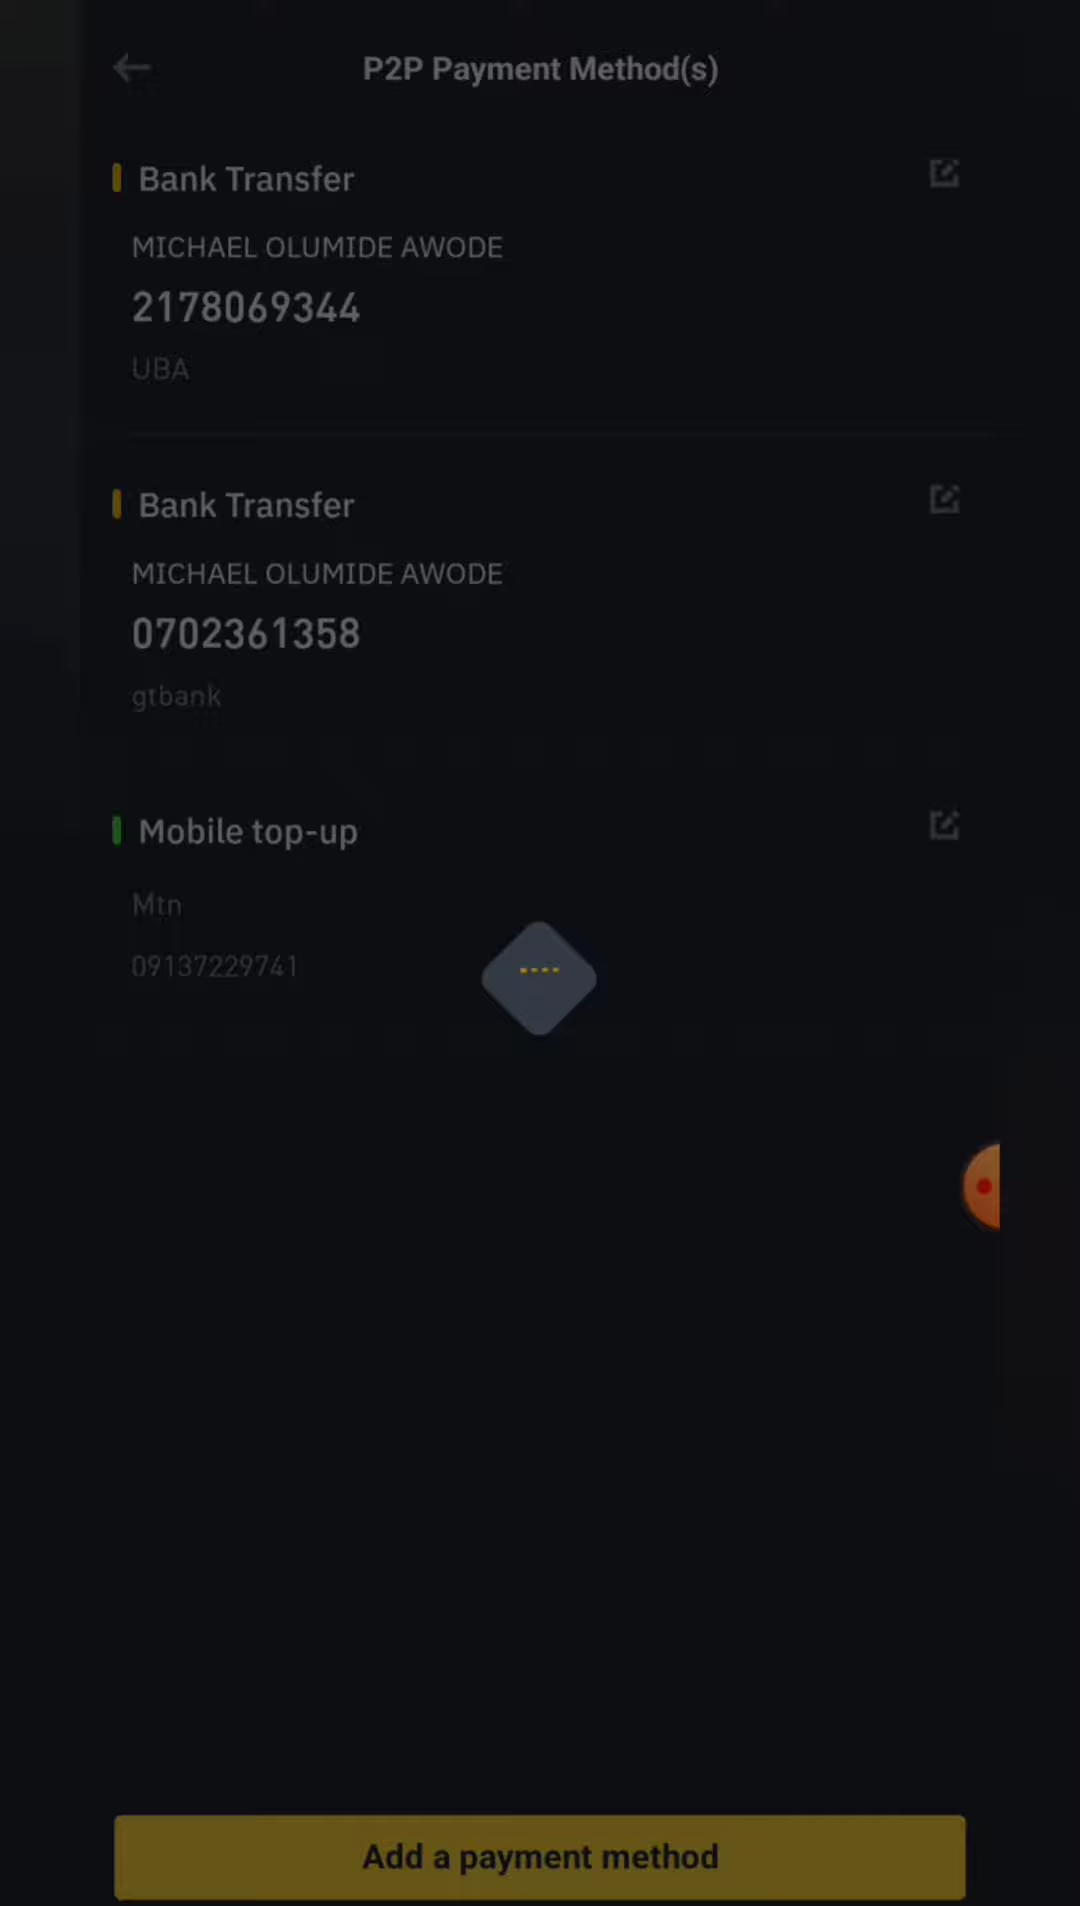 P2P Payment Method(s)
Bank Transfer
MICHAEL OLUMIDE AWODE
2178069344
UBA
Bank Transfer
MICHAEL OLUMIDE AWODE
0702361358
gtbank
Mobile top-up
Mtn
09137229741
Add a payment method